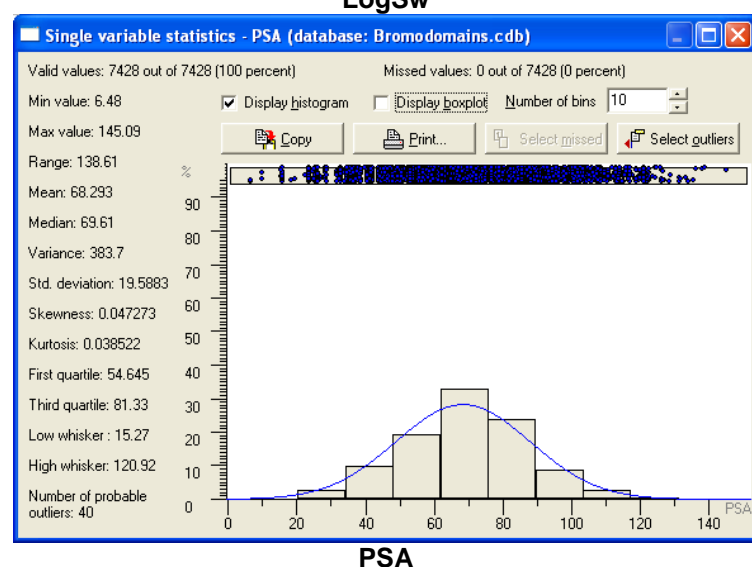 LogSw
Single variable statistics - PSA (database: Bromodomains.cdb)
Valid values: 7428 out of 7428 (100 percent) Missed values: 0 out of 7428 (0 percent)
Min value: 6.48
Display histogram Display boxplot Number of bins 10
Max value: 145.09
Copy Print... Select missed Select outliers
Range: 138.61
Mean: 68.293
Median: 69.61
Variance: 383.7
Std. deviation: 19.5883
Skewness: 0.047273
Kurtosis: 0.038522
First quartile: 54.645
Third quartile: 81.33
Low whisker : 15.27
High whisker: 120.92
Number of probable
outliers: 40
%
90
80
70
60
50
40
30
20
10
0
0 20 40 60 80 100 120 140 PSA
PSA